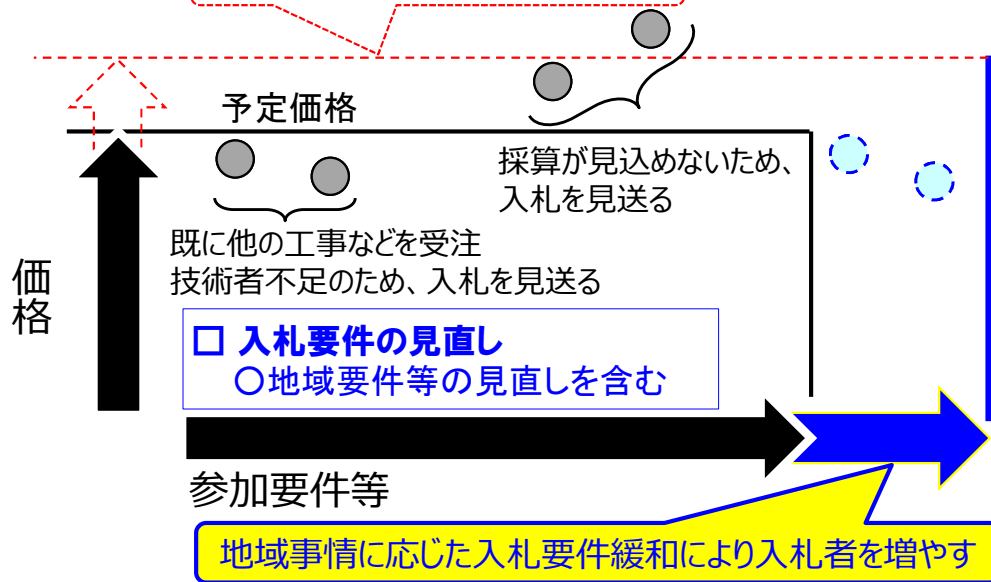 予定価格
採算が見込めないため、
入札を見送る
既に他の工事などを受注
技術者不足のため、入札を見送る
価格
□ 入札要件の見直し
○地域要件等の見直しを含む
参加要件等
地域事情に応じた入札要件緩和により入札者を増やす